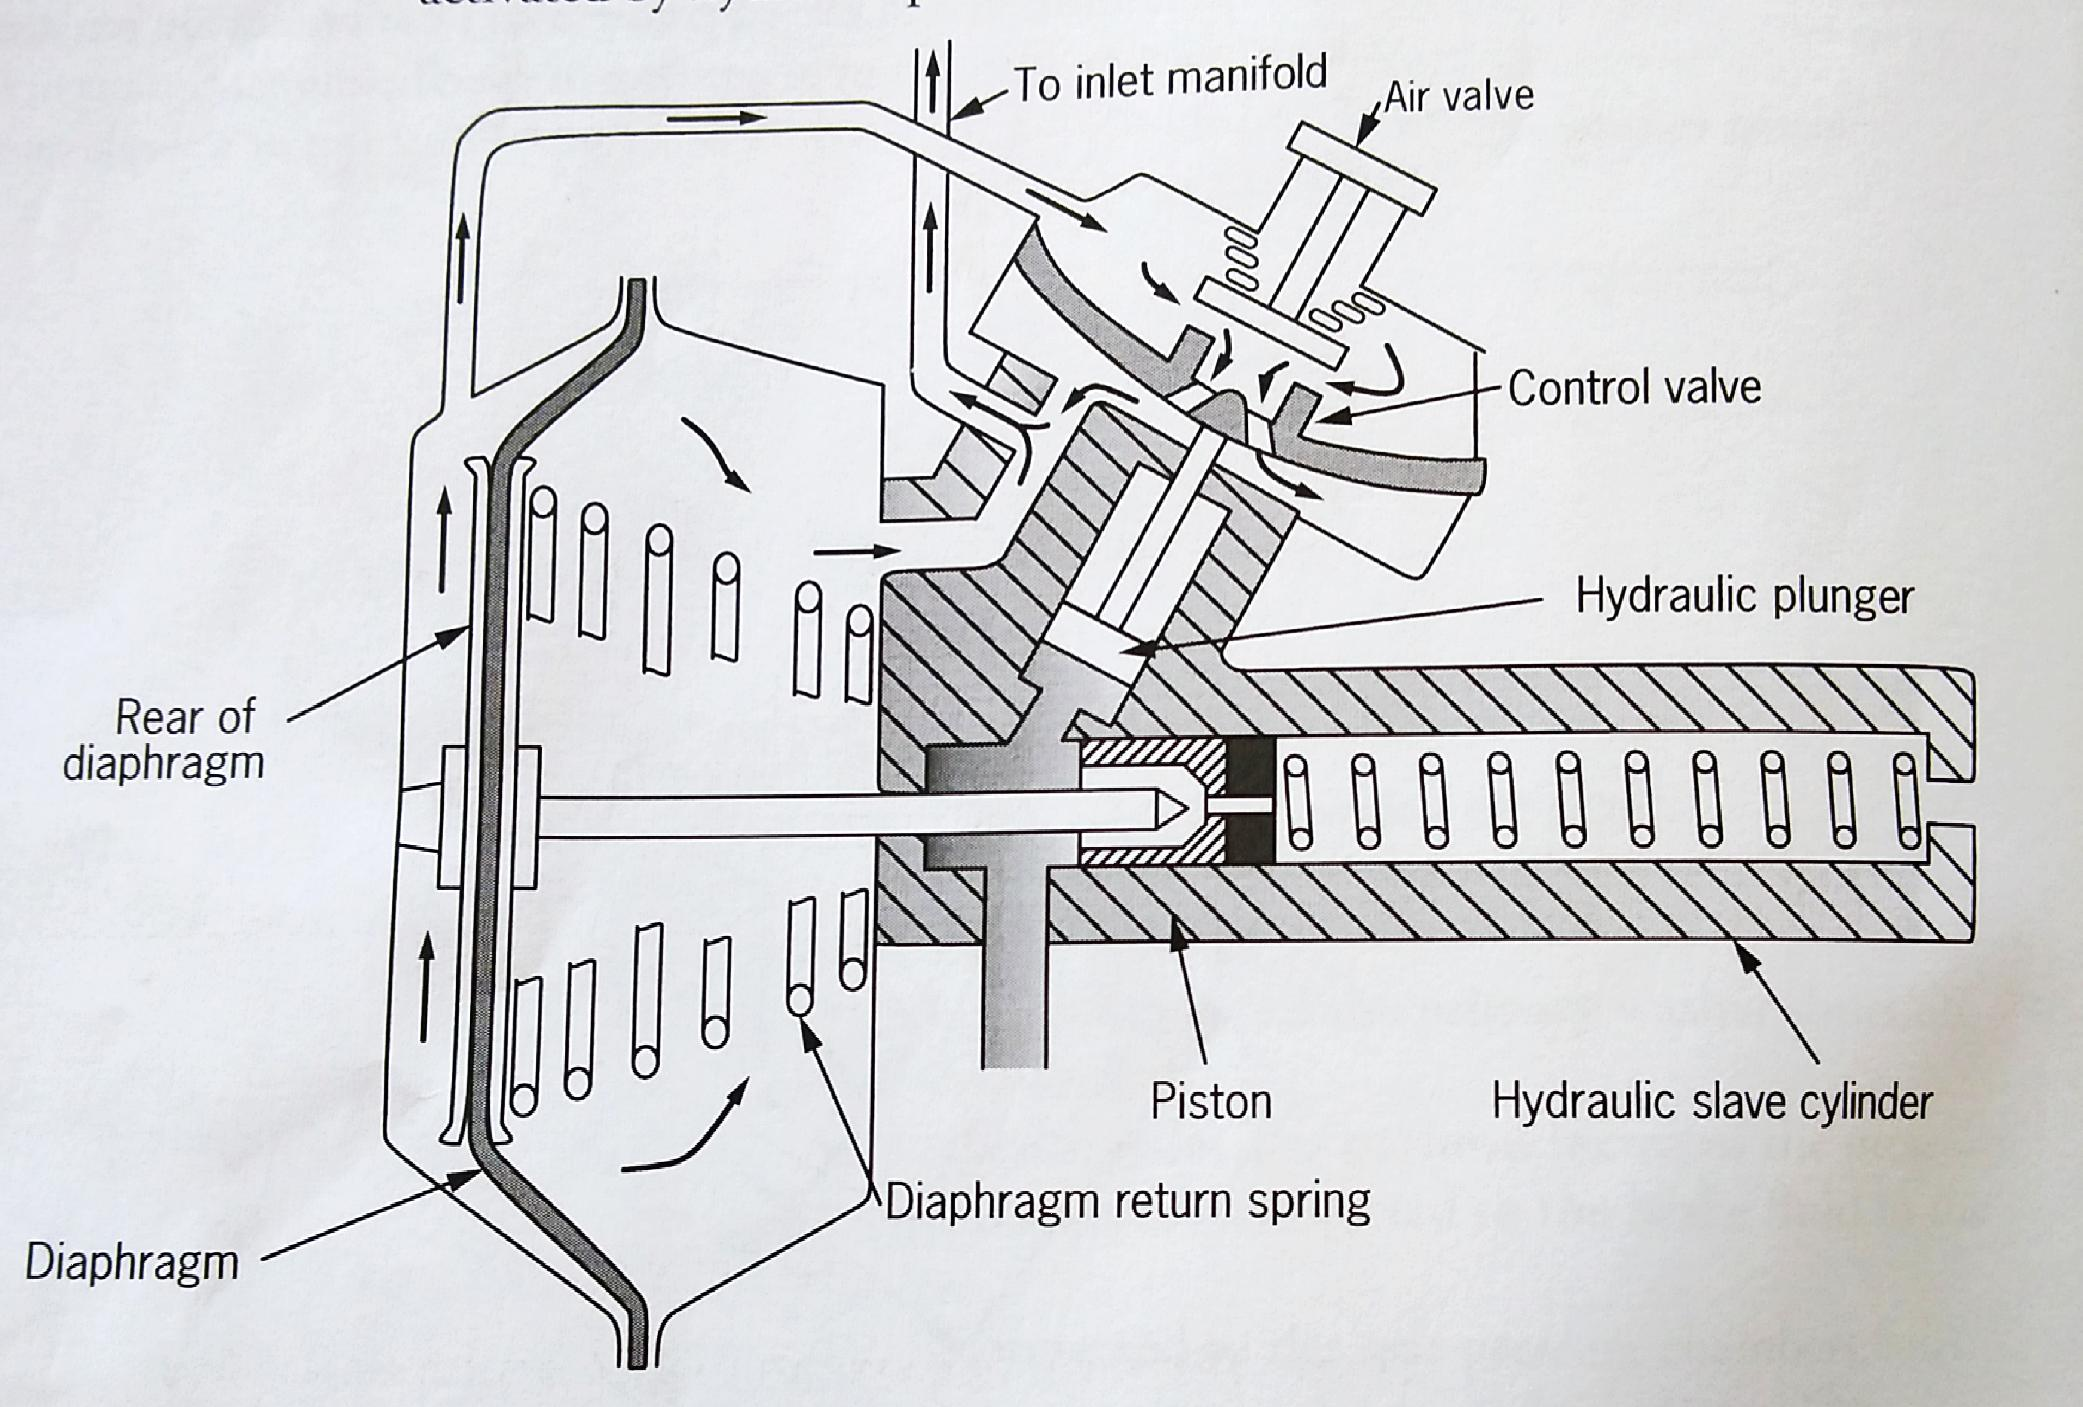 To inlet manifold
Air valve
Control valve
Hydraulic plunger
Rear of
diaphragm
Piston
Hydraulic slave cylinder
Diaphragm return spring
Diaphragm